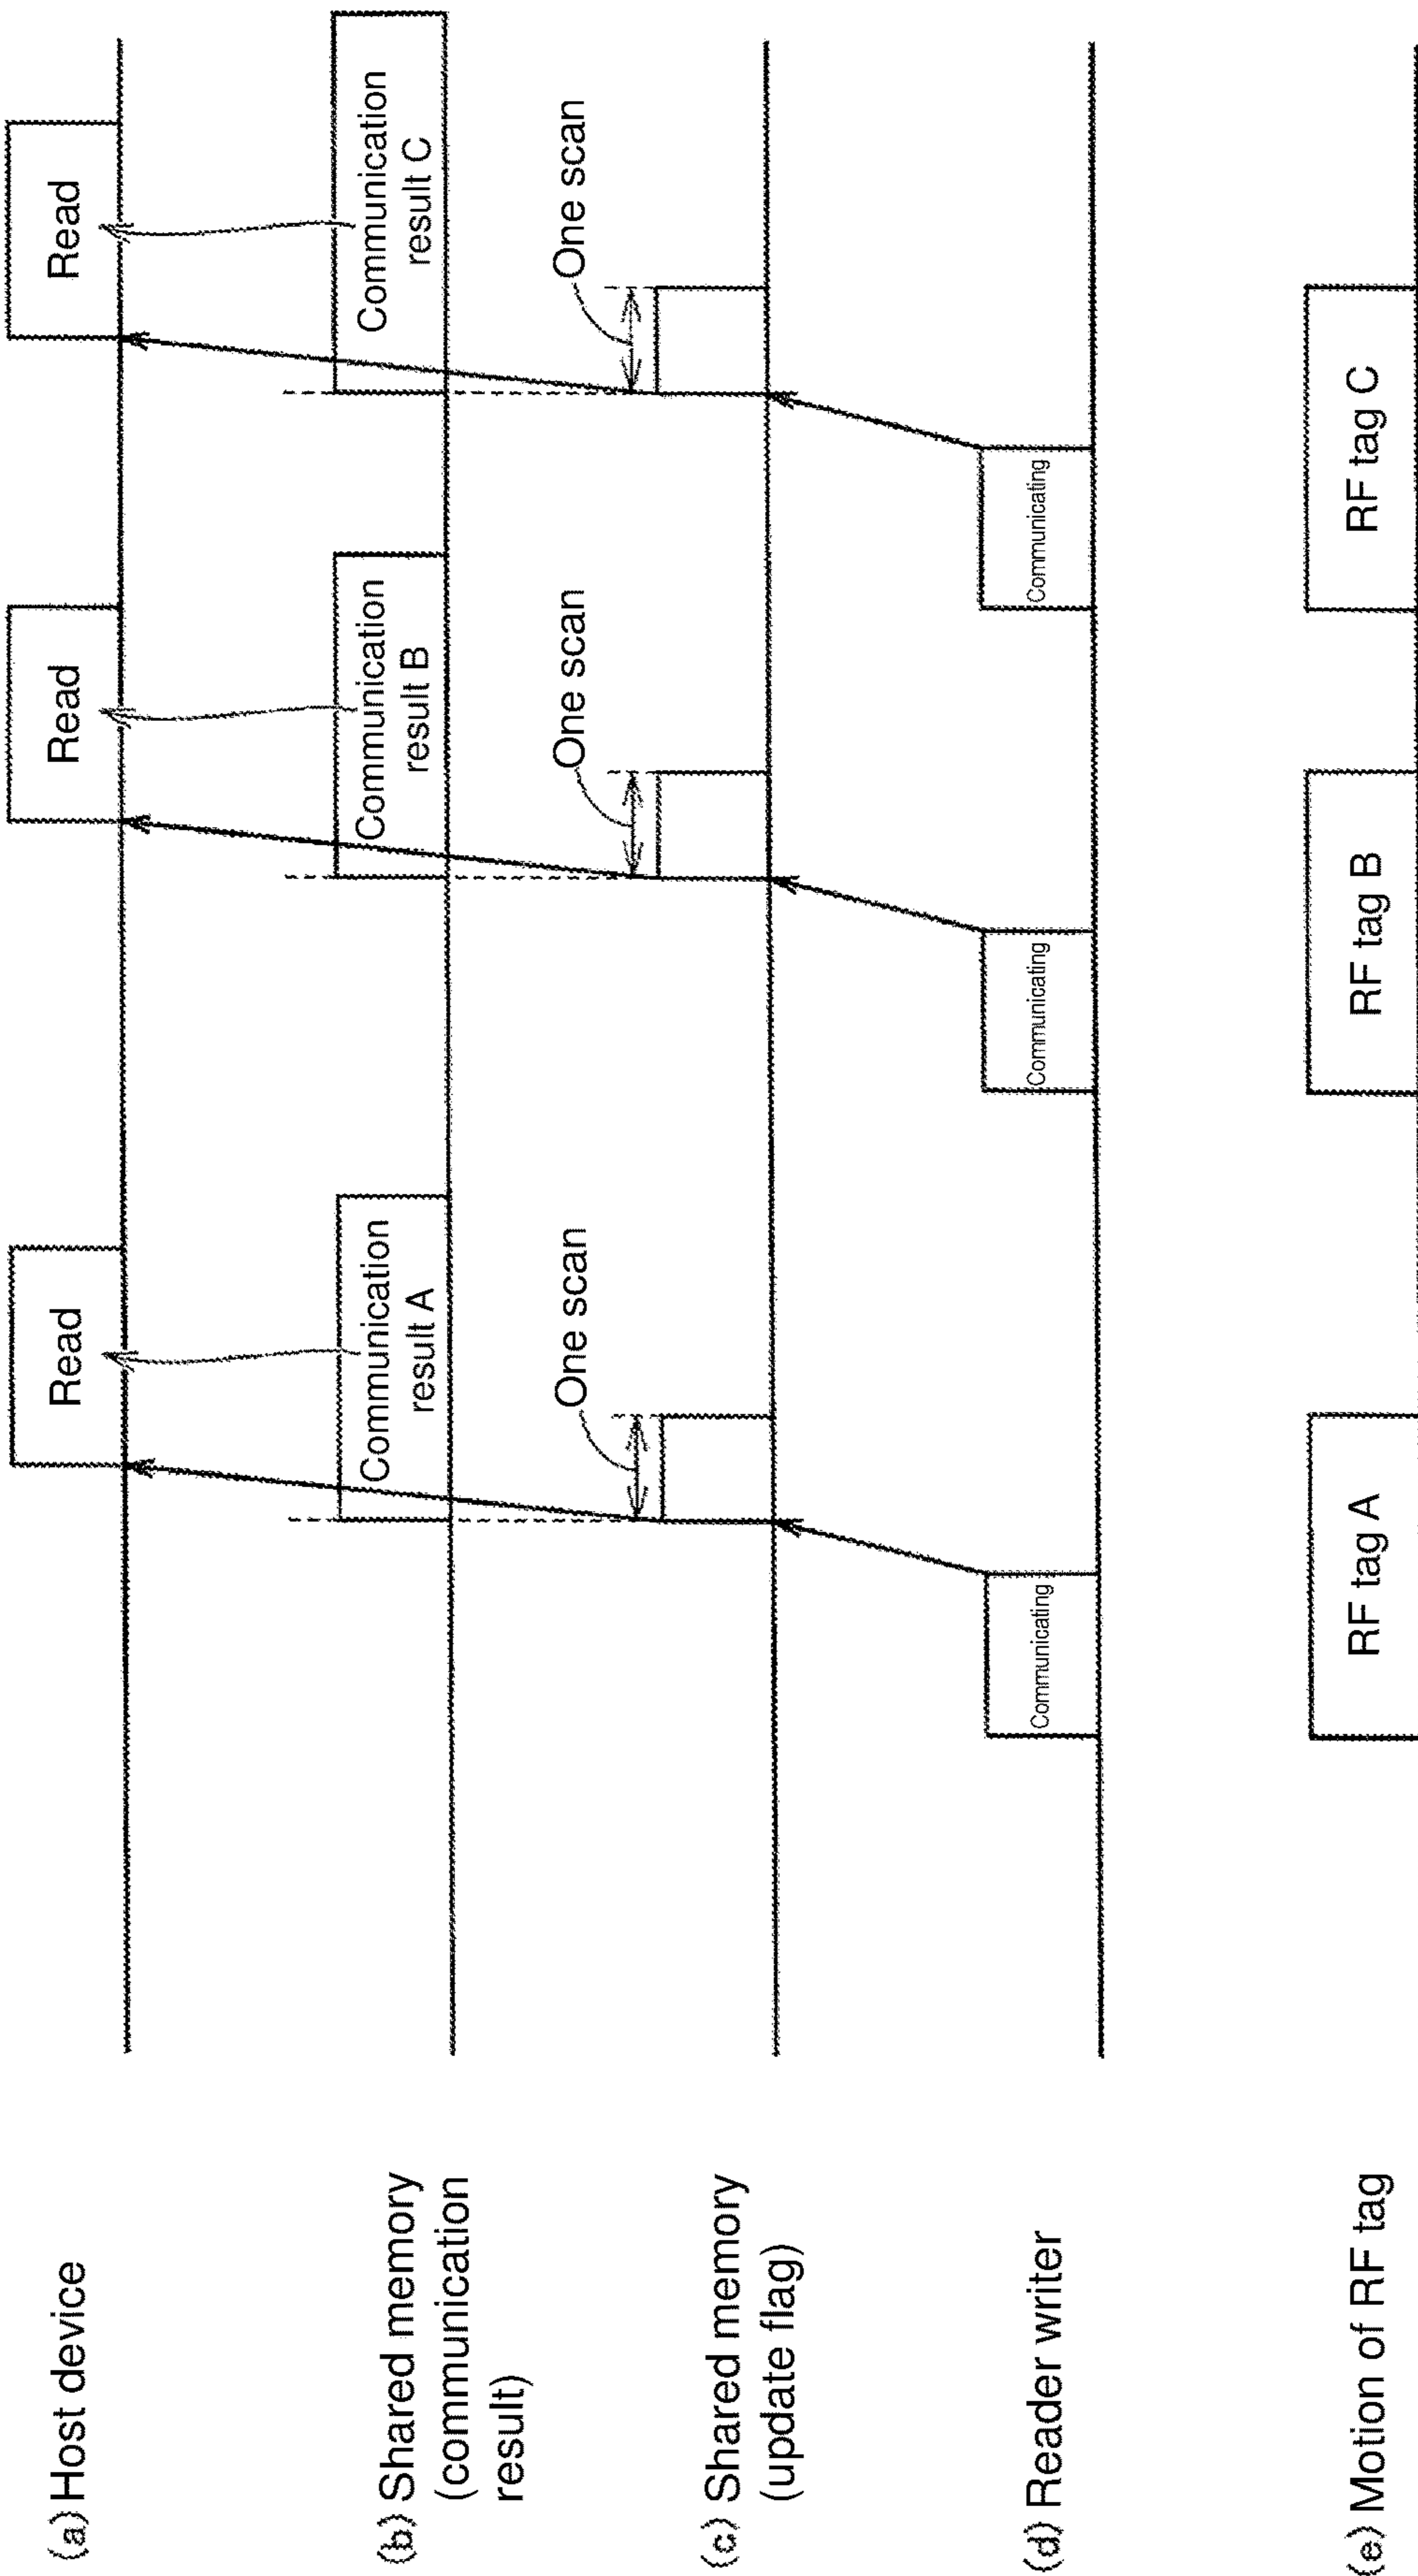 (a) Host device
Read
Read
Read
(b) Shared memory
(communication
result)
Communication
result A
Communication
result B
Communication
result C
(c) Shared memory
(update flag)
One scan
One scan
One scan
(d) Reader writer
Communicating
Communicating
Communicating
(e) Motion of RF tag
RF tag A
RF tag B
RF tag C